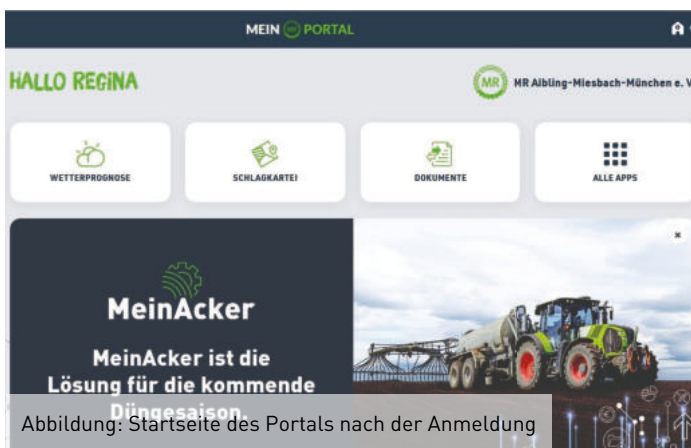 MEIN MR PORTAL
HALLO REGINA
MR
MR Aibling-Miesbach-München e. V
WETTERPROGNOSE
SCHLAGKARTEI
DOKUMENTE
ALLE APPS
MeinAcker
MeinAcker ist die
Lösung für die kommende
Düngesaison.
Abbildung: Startseite des Portals nach der Anmeldung